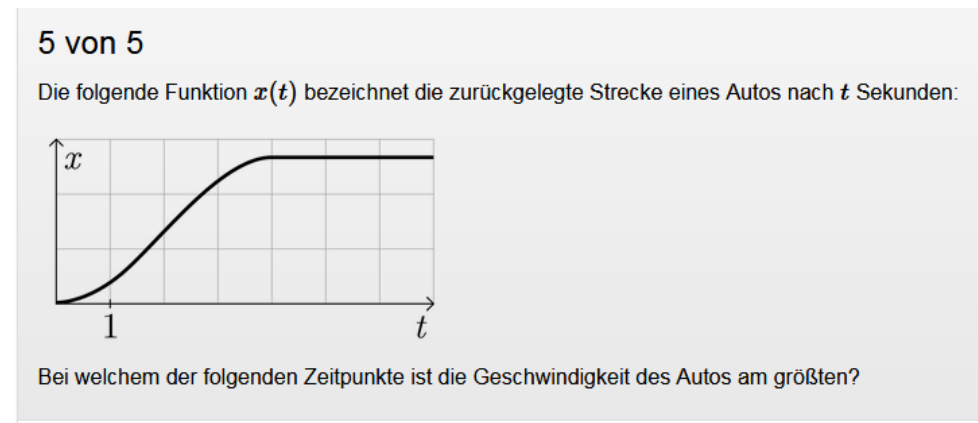 5 von 5
Die folgende Funktion x(t) bezeichnet die zurückgelegte Strecke eines Autos nach t Sekunden:
x
1
t
Bei welchem der folgenden Zeitpunkte ist die Geschwindigkeit des Autos am größten?